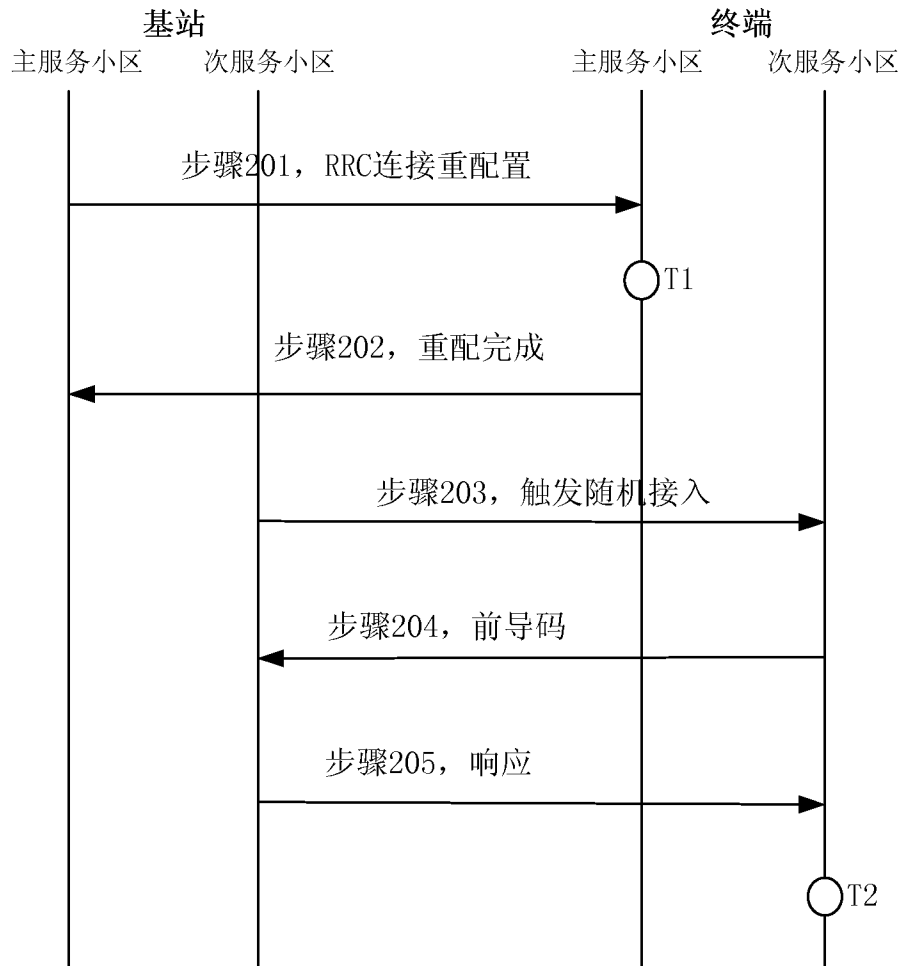 基站 终端
主服务小区 次服务小区 主服务小区 次服务小区
步骤201，RRC连接重配置
T1
步骤202，重配完成
步骤203，触发随机接入
步骤204，前导码
步骤205，响应
T2